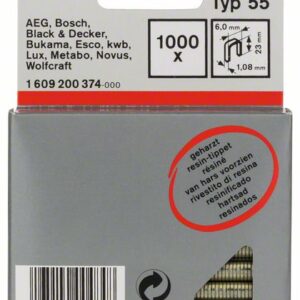 Typ 55
AEG, Bosch,
Black & Decker,
Bukama, Esco, kwb,
Lux, Metabo, Novus,
Wolfcraft
1 609 200 374-000
1000
x
6,0 mm
23 mm
1,08 mm
geharzt
resin-tippet
résiné
van hars voorzien
rivestito di resina
resinificado
hartsad
resinados